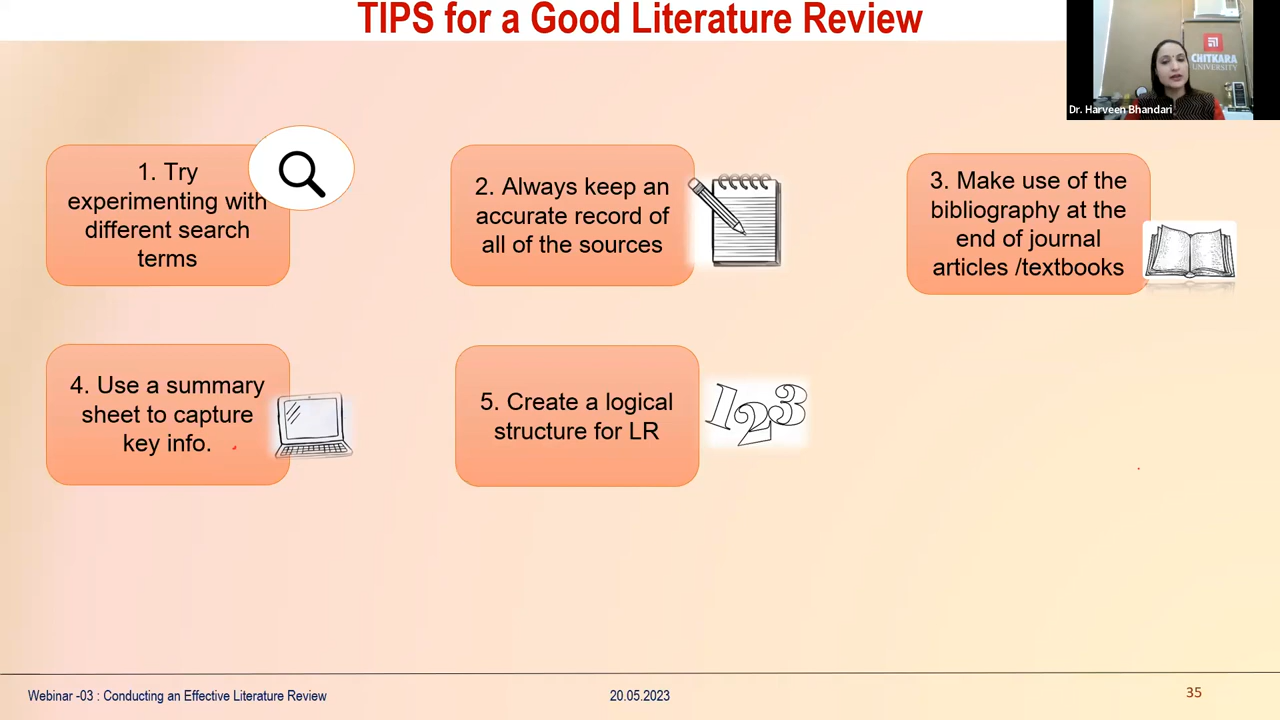 TIPS for a Good Literature Review
CHITKARA
UNIVERSITY
Dr. Harveen Bhandari
1. Try
experimenting with
different search
terms
2. Always keep an
accurate record of
all of the sources
3. Make use of the
bibliography at the
end of journal
articles /textbooks
4. Use a summary
sheet to capture
key info.
5. Create a logical
structure for LR
123
Webinar -03 : Conducting an Effective Literature Review
20.05.2023
35